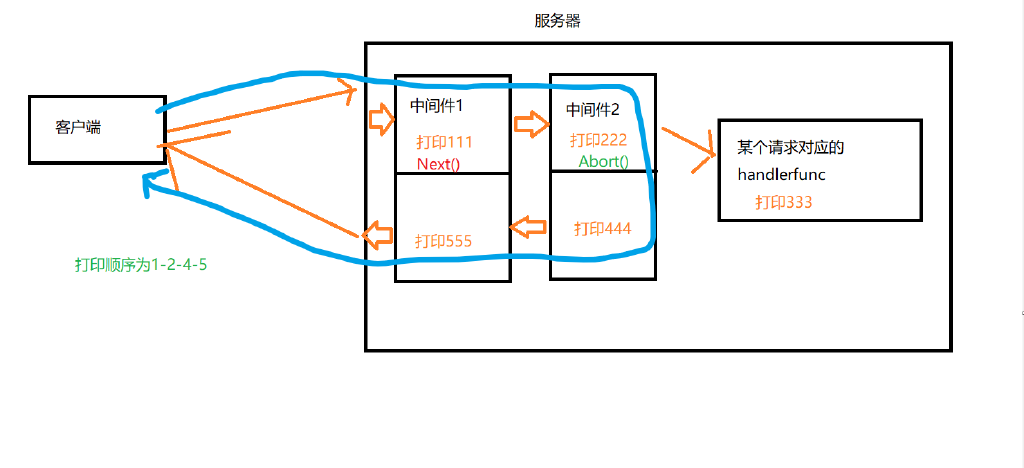 服务器
客户端
中间件1
打印111
Next()
中间件2
打印222
Abort()
某个请求对应的
handlerfunc
打印333
打印555
打印444
打印顺序为1-2-4-5